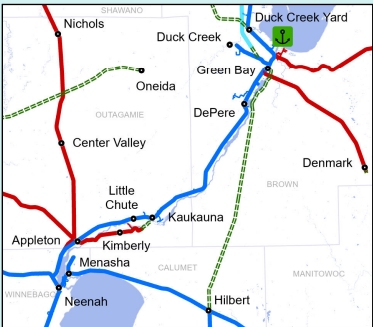 SHAWANO
Nichols
Duck Creek Yard
Duck Creek
Green Bay
Oneida
DePere
OUTAGAMIE
Center Valley
Denmark
BROWN
Little
Chute
Kaukauna
Appleton
Kimberly
Menasha
CALUMET
MANITOWOC
WINNEBAGO
Neenah
Hilbert